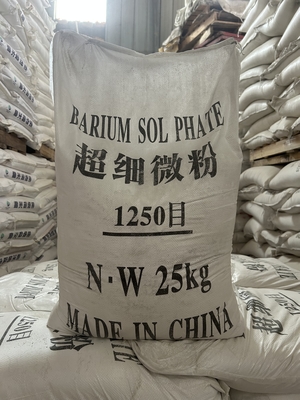 BARIUM SOL PHATE
超细微粉
1250目
N·W 25kg
MADE IN CHINA